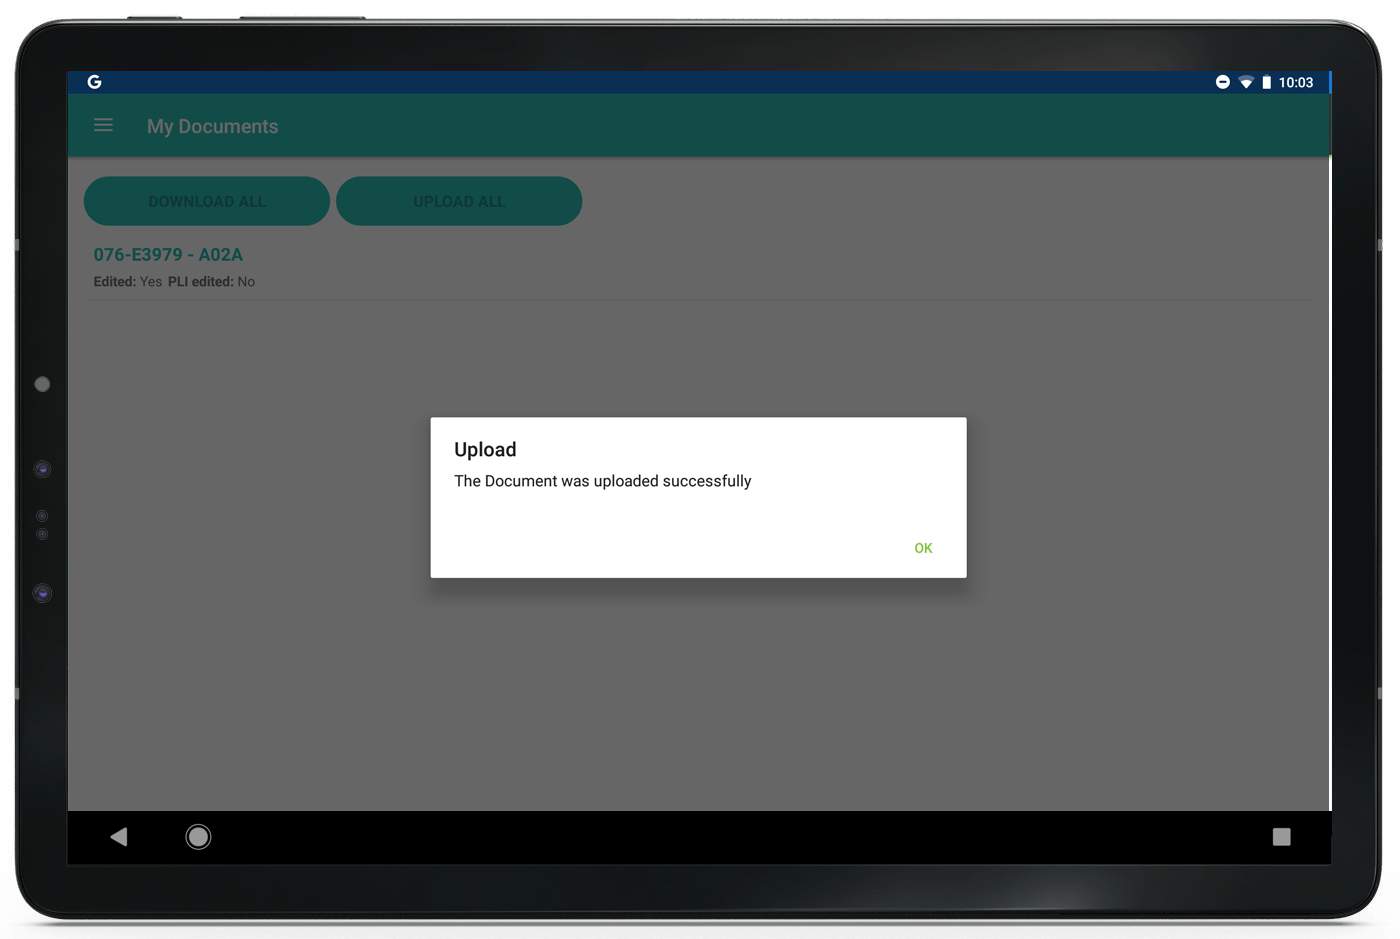 G
10:03
My Documents
DOWNLOAD ALL UPLOAD ALL
076-E3979 - A02A
Edited: Yes PLI edited: No
Upload
The Document was uploaded successfully
OK